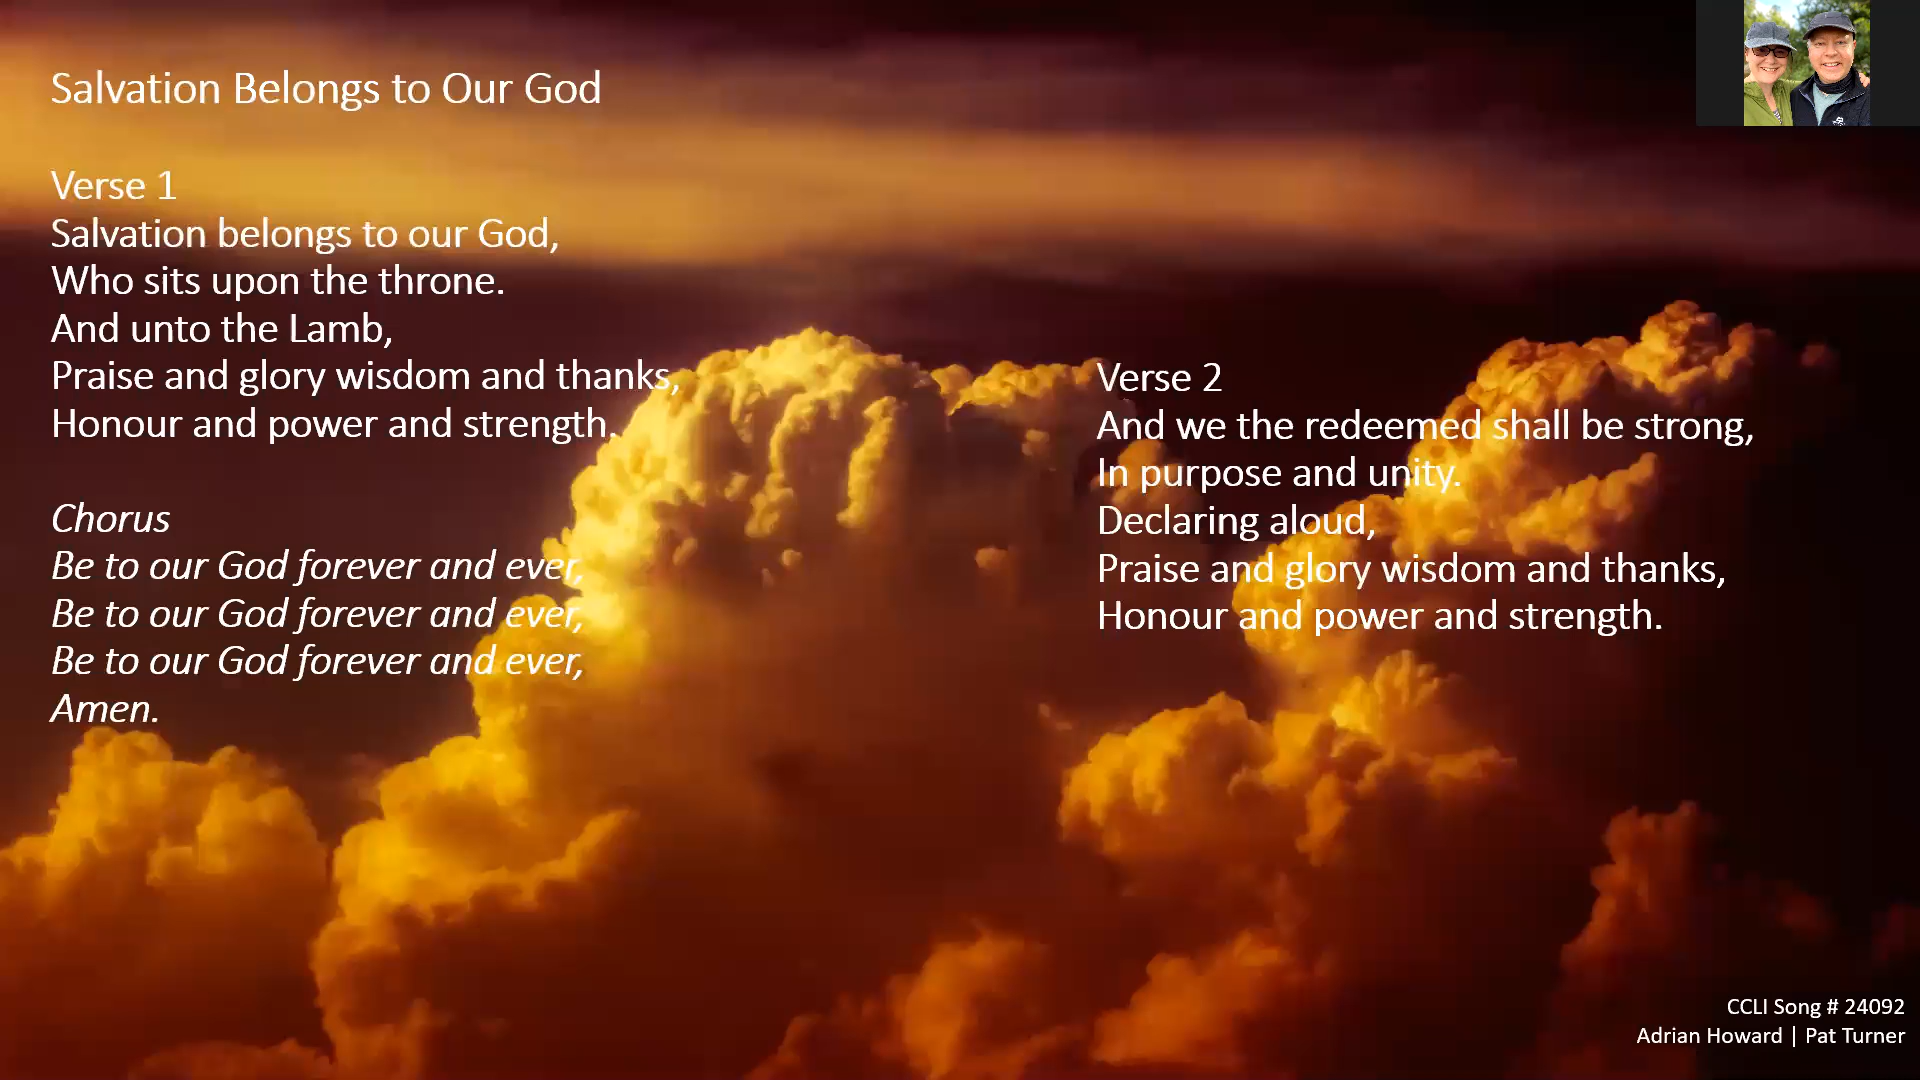 Salvation Belongs to Our God
Verse 1
Salvation belongs to our God,
Who sits upon the throne.
And unto the Lamb,
Praise and glory wisdom and thanks,
Honour and power and strength.
Chorus
Be to our God forever and ever,
Be to our God forever and ever,
Be to our God forever and ever,
Amen.
Verse 2
And we the redeemed shall be strong,
In purpose and unity.
Declaring aloud,
Praise and glory wisdom and thanks,
Honour and power and strength.
CCLI Song # 24092
Adrian Howard | Pat Turner